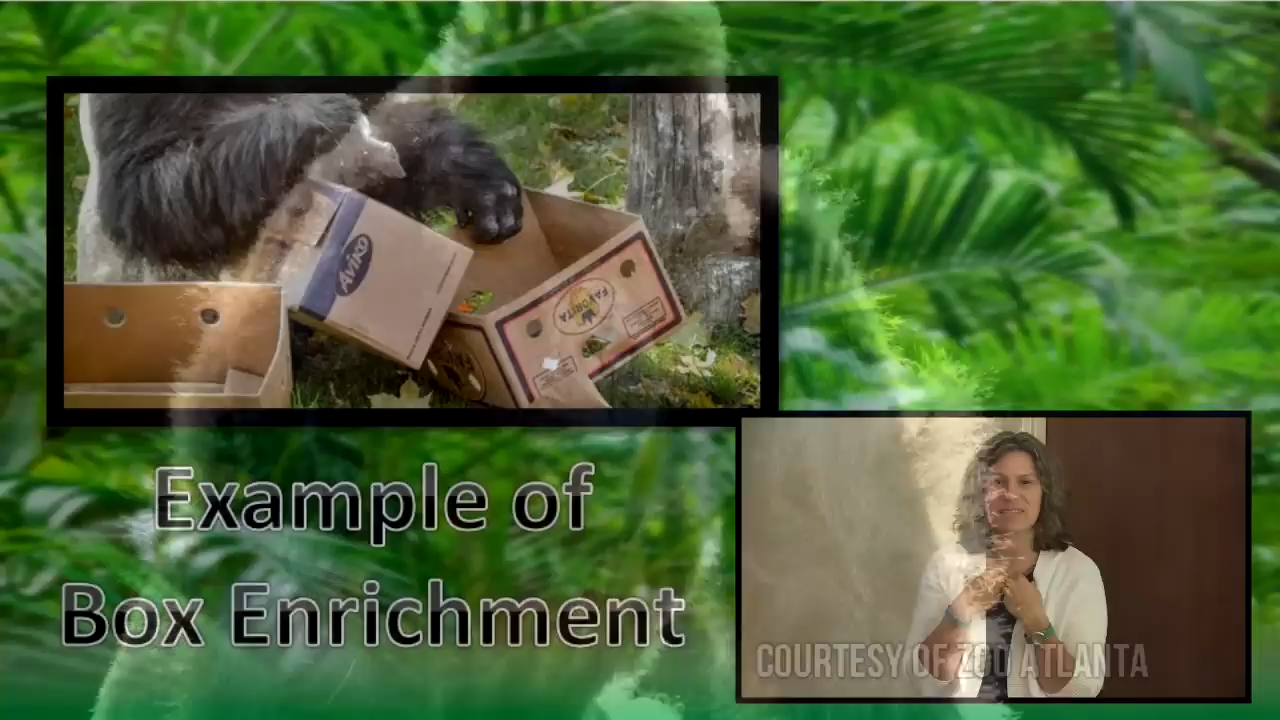 AVIKO
FAVORITA
Example of
Box Enrichment
COURTESY OF ZOO ATLANTA